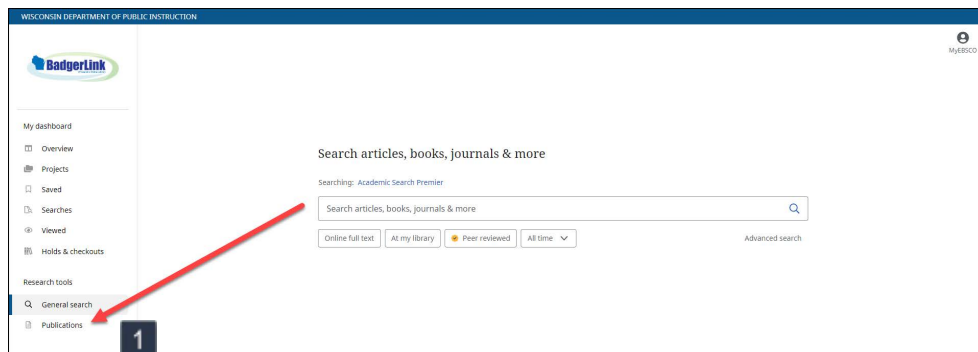 WISCONSIN DEPARTMENT OF PUBLIC INSTRUCTION
MyEBSCO
BadgerLink
My dashboard
Overview
Projects
Saved
Searches
Viewed
Holds & checkouts
Research tools
General search
Publications
1
Search articles, books, journals & more
Searching: Academic Search Premier
Search articles, books, journals & more
Online full text At my library Peer reviewed All time Advanced search